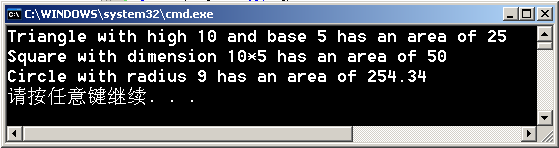 C:\WINDOWS\system32\cmd.exe
Triangle with high 10 and base 5 has an area of 25
Square with dimension 10*5 has an area of 50
Circle with radius 9 has an area of 254.34
请按任意键继续. . .